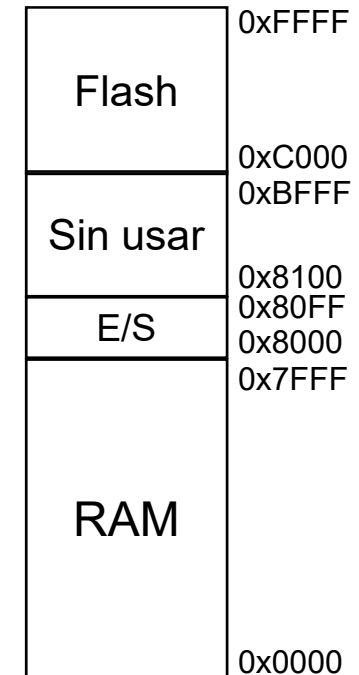 0xFFFF
Flash
0xC000
0xBFFF
Sin usar
0x8100
0x80FF
E/S
0x8000
0x7FFF
RAM
0x0000